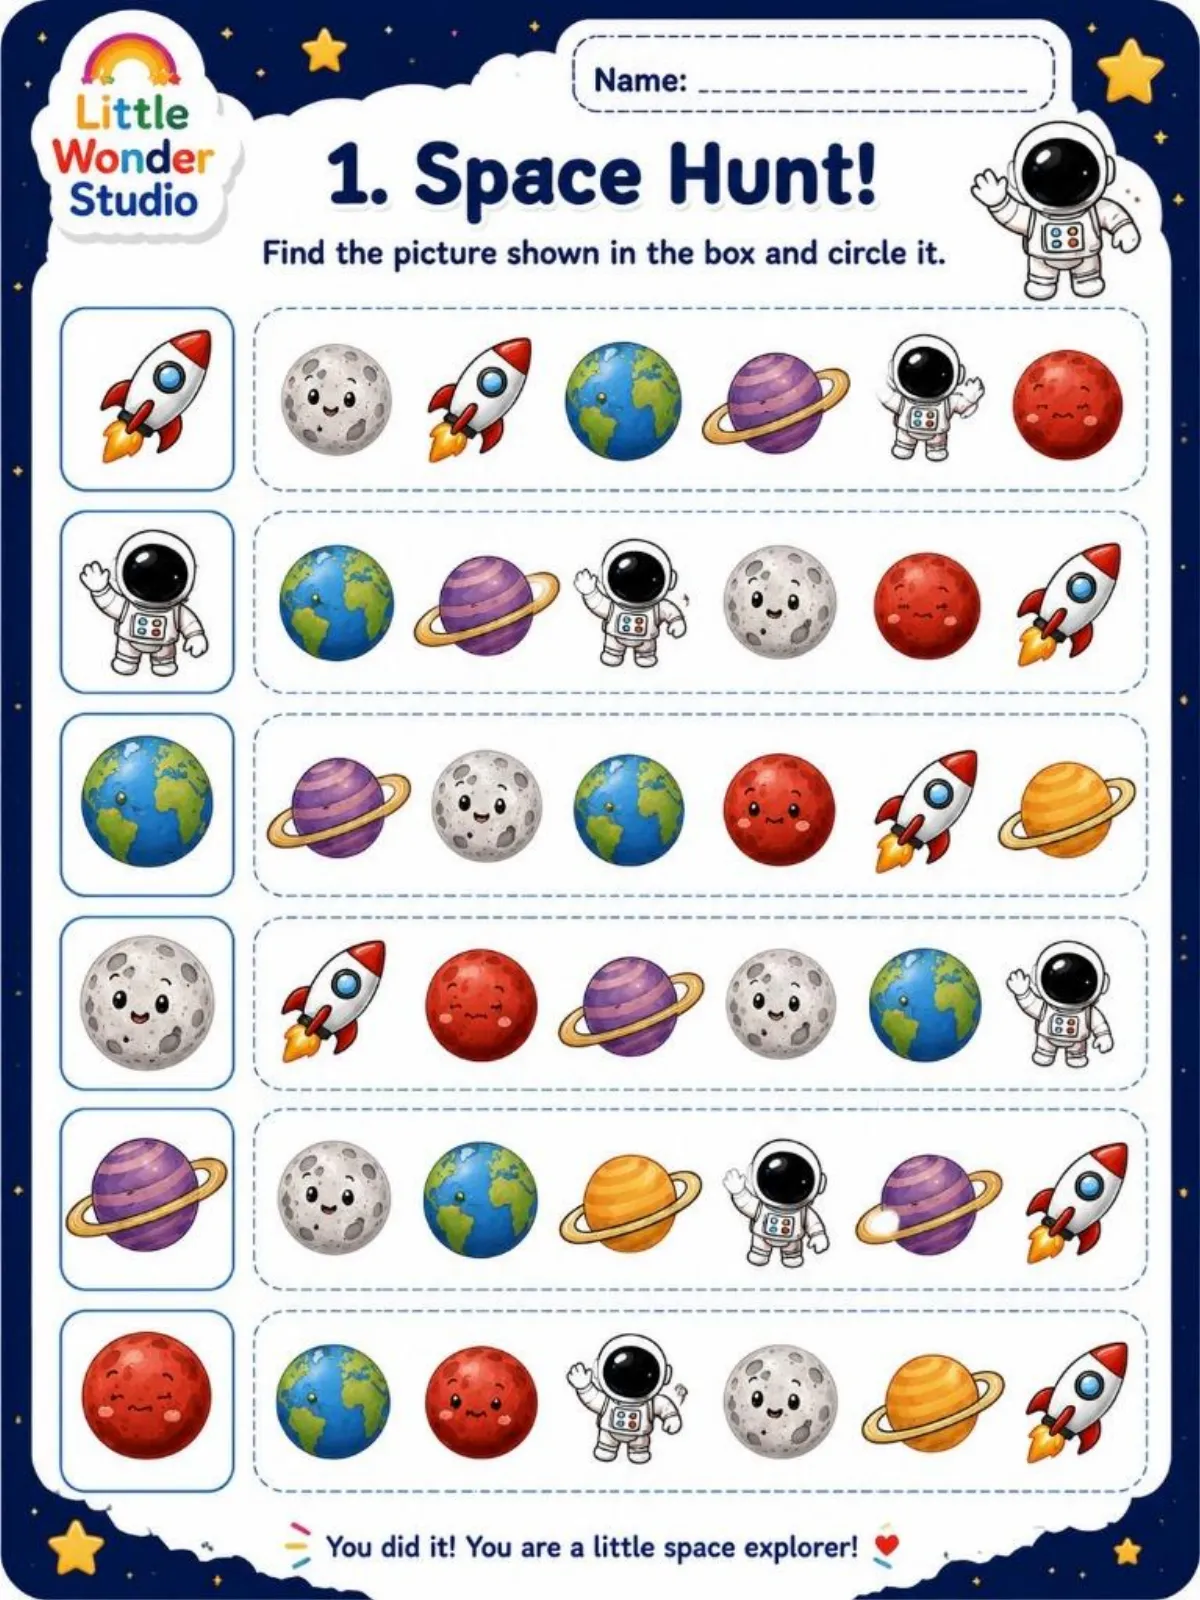 Little
Wonder
Studio
Name:
1. Space Hunt!
Find the picture shown in the box and circle it.
You did it! You are a little space explorer!